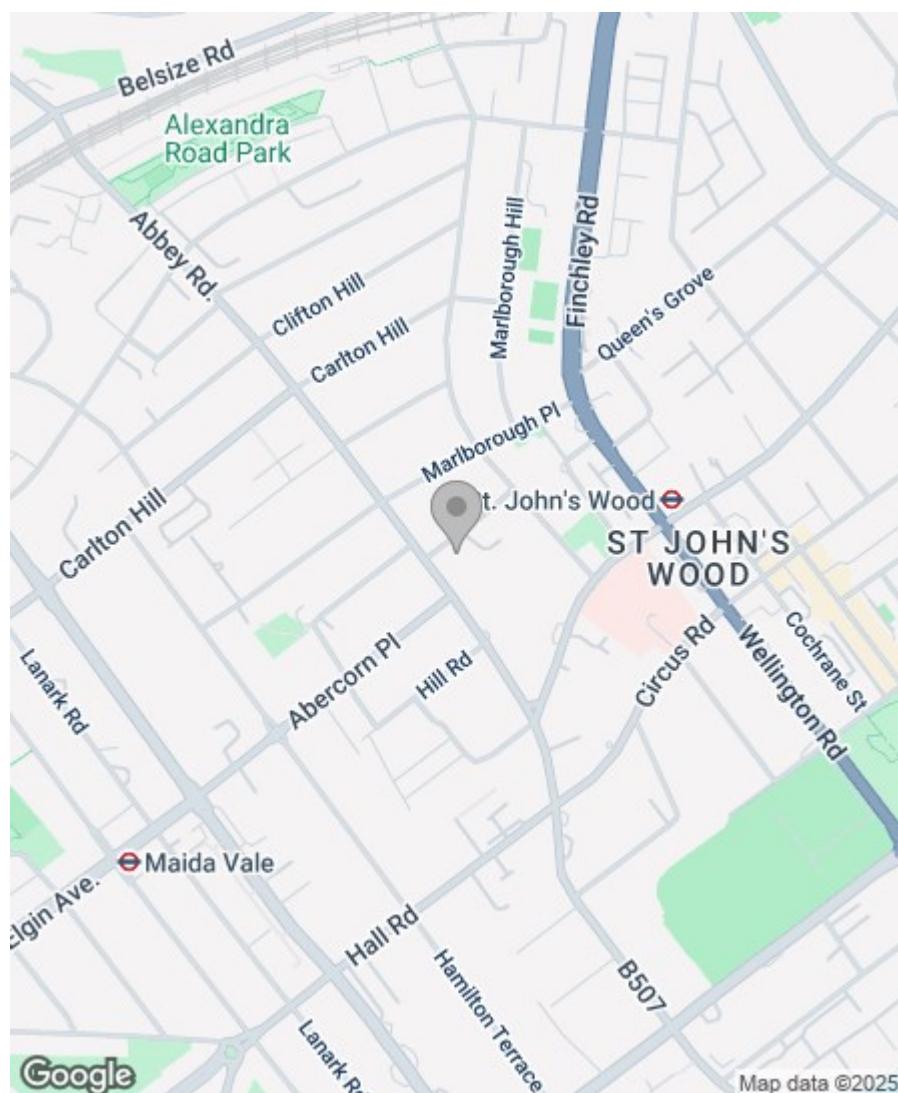 Belsize Rd
Alexandra
Road Park
Abbey Rd.
Marlborough Hill
Finchley Rd
Clifton Hill
Queen's Grove
Carlton Hill
Marlborough Pl
t. John's Wood
Carlton Hill
ST JOHN'S
WOOD
Cochrane St
Circus Rd
Wellington Rd
Abercorn Pl
Hill Rd
Lanark Rd
Maida Vale
Elgin Ave.
Hall Rd
Hamilton Terrace
B507
Lanark Rd
Google
Map data ©2025